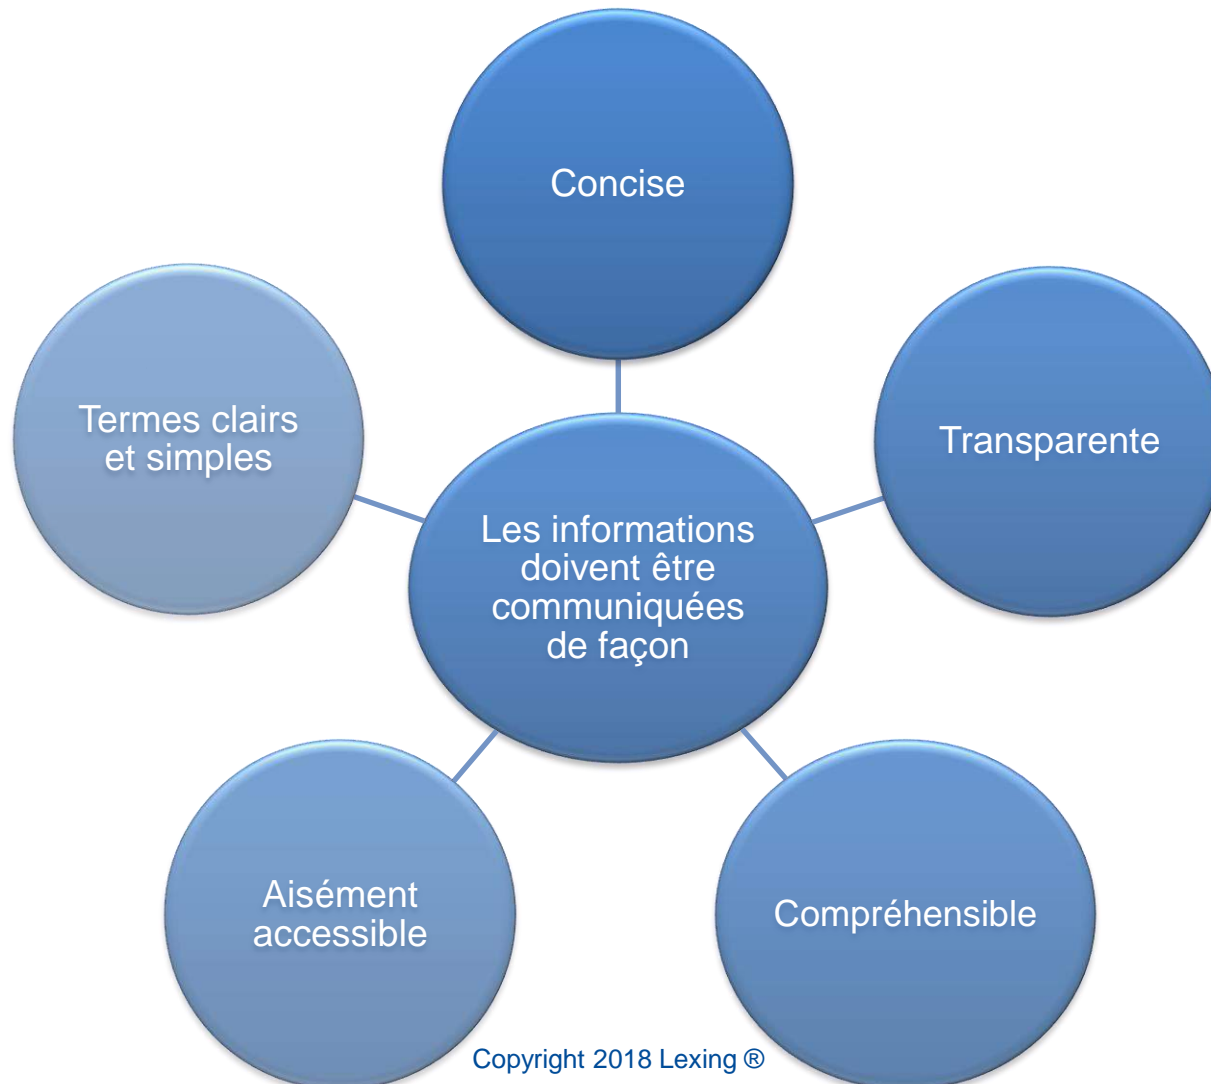 Concise
Transparente
Compréhensible
Aisément
accessible
Termes clairs
et simples
Les informations
doivent être
communiquées
de façon
Copyright 2018 Lexing ®